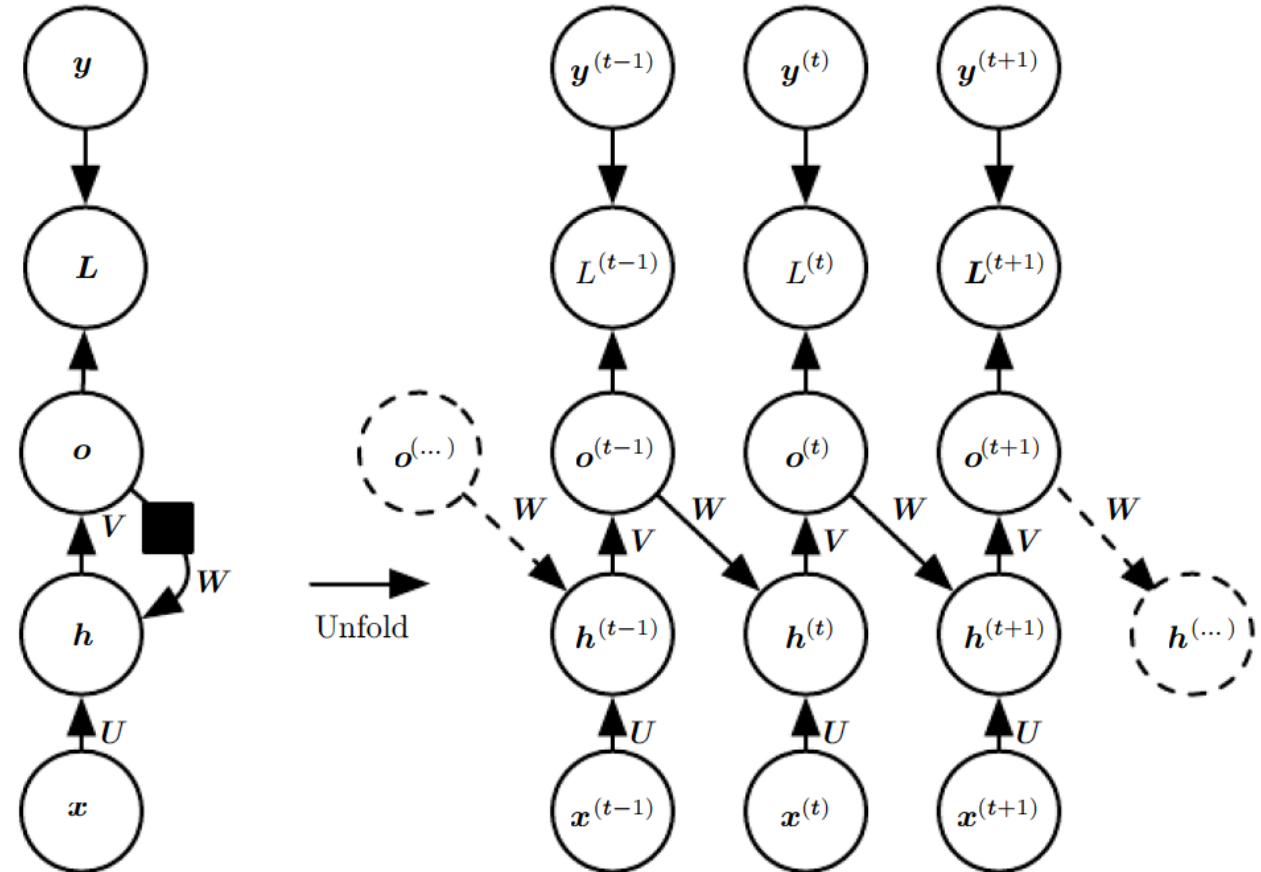 y y^(t−1) y^(t) y^(t+1)
L L^(t−1) L^(t) L^(t+1)
o o^(...) o^(t−1) o^(t) o^(t+1)
W W W W
V V V V
W
h Unfold h^(t−1) h^(t) h^(t+1) h^(...)
U U U U
x x^(t−1) x^(t) x^(t+1)